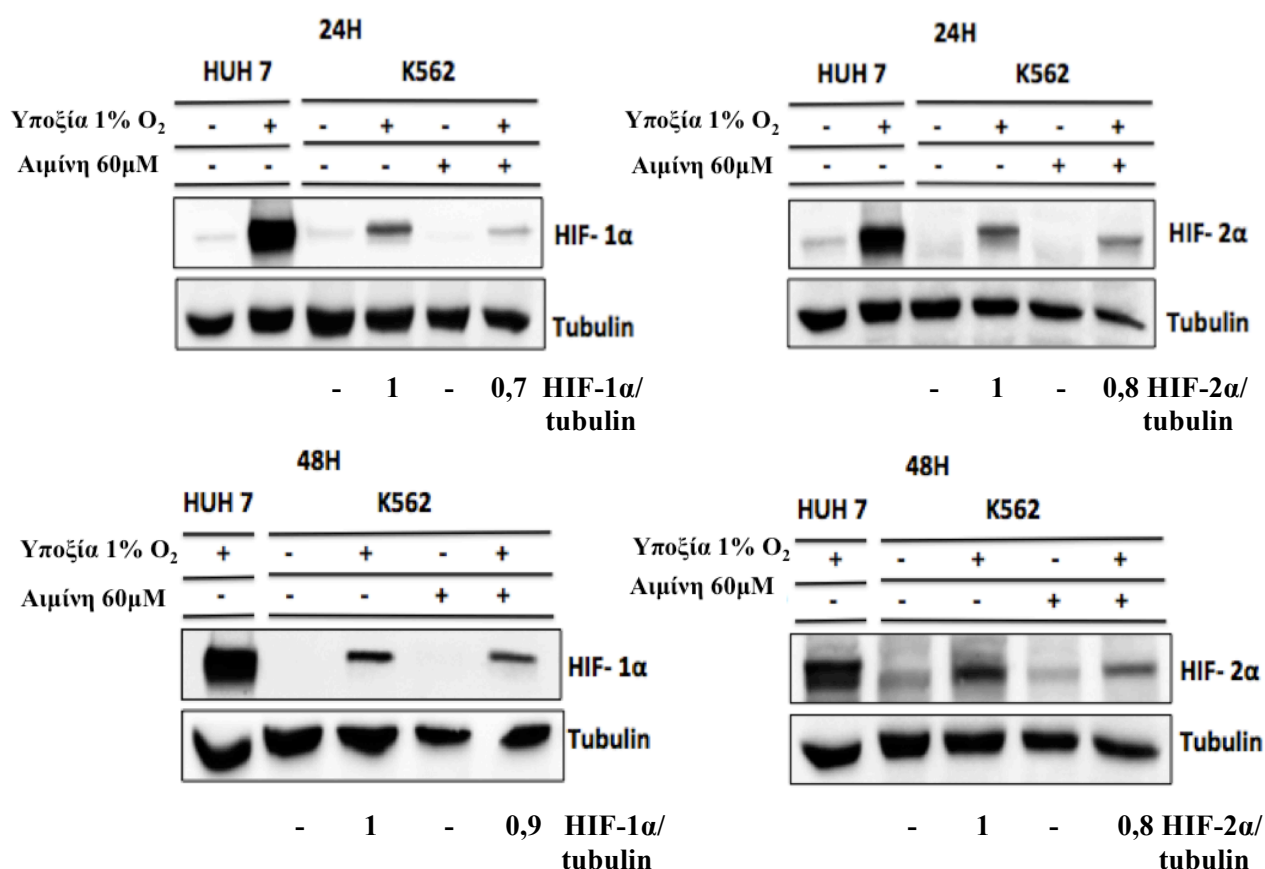 24H
HUH 7 K562
Υποξία 1% O2 - + - + - +
Αιμίνη 60μM - - - - + +
HIF- 1α
Tubulin
- 1 - 0,7 HIF-1α/
tubulin
24H
HUH 7 K562
Υποξία 1% O2 - + - + - +
Αιμίνη 60μM - - - - + +
HIF- 2α
Tubulin
- 1 - 0,8 HIF-2α/
tubulin
48H
HUH 7 K562
Υποξία 1% O2 + - + - +
Αιμίνη 60μM - - - + +
HIF- 1α
Tubulin
- 1 - 0,9 HIF-1α/
tubulin
48H
HUH 7 K562
Υποξία 1% O2 + - + - +
Αιμίνη 60μM - - - + +
HIF- 2α
Tubulin
- 1 - 0,8 HIF-2α/
tubulin